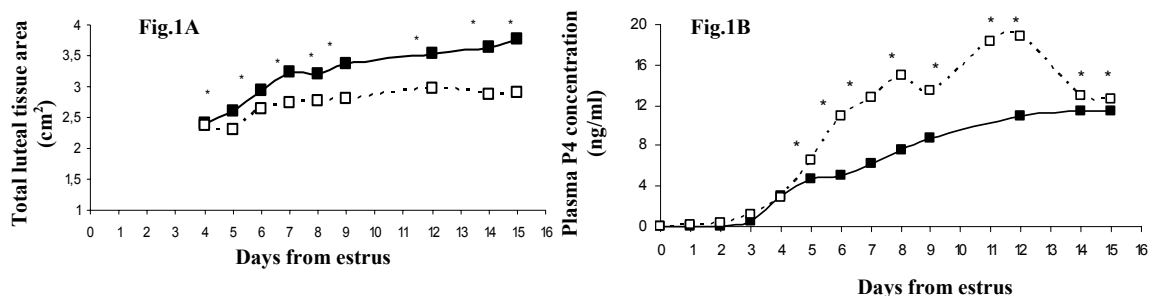 Fig.1A
Total luteal tissue area
(cm²)
4
3,5
3
2,5
2
1,5
1
* * * * * * * *
0 1 2 3 4 5 6 7 8 9 10 11 12 13 14 15 16
Days from estrus
Fig.1B
Plasma P4 concentration
(ng/ml)
20
16
12
8
4
0
* * * * * * * * *
0 1 2 3 4 5 6 7 8 9 10 11 12 13 14 15 16
Days from estrus